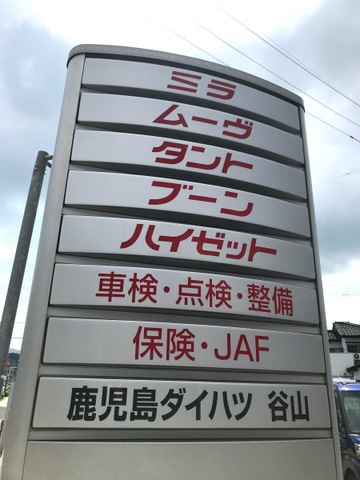 ミラ
ムーヴ
タント
ブーン
ハイゼット
車検・点検・整備
保険・JAF
鹿児島ダイハツ 谷山